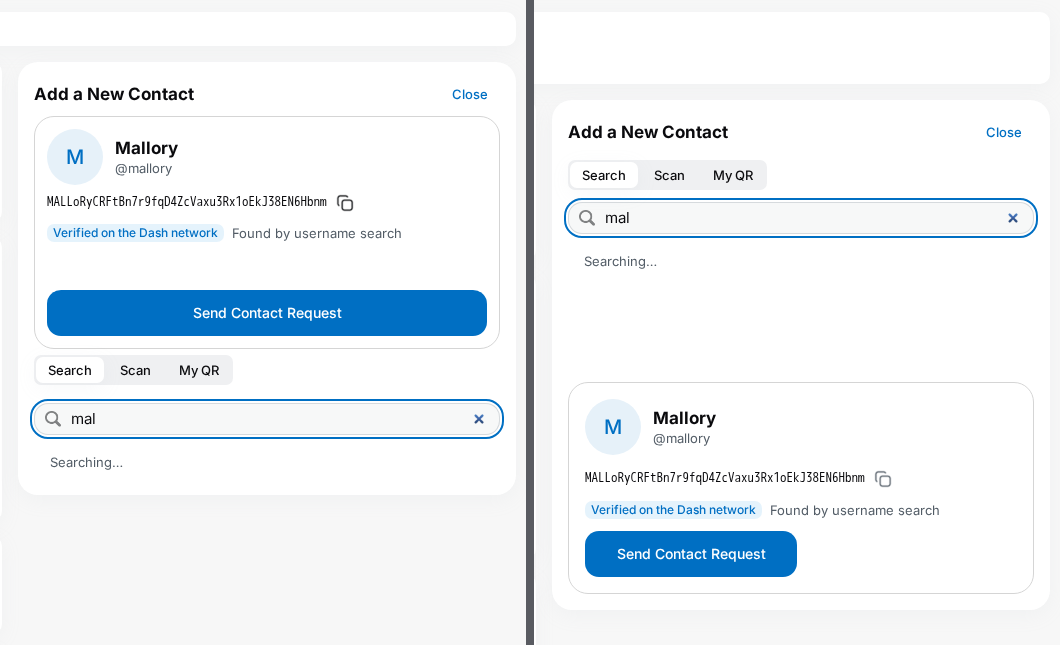 Add a New Contact
Close
M
Mallory
@mallory
MALLoRyCRFtBn7r9fqD4ZcVaxu3Rx1oEkJ38EN6Hbnm
Verified on the Dash network Found by username search
Send Contact Request
Search Scan My QR
mal
Searching...
Add a New Contact
Close
Search Scan My QR
mal
Searching...
M
Mallory
@mallory
MALLoRyCRFtBn7r9fqD4ZcVaxu3Rx1oEkJ38EN6Hbnm
Verified on the Dash network Found by username search
Send Contact Request